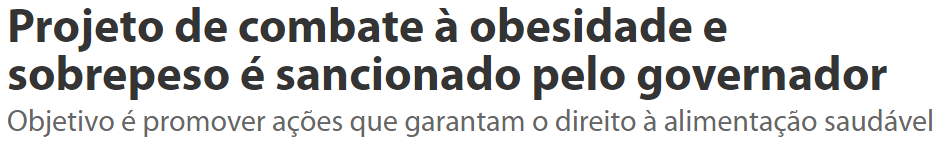 Projeto de combate à obesidade e
sobrepeso é sancionado pelo governador
Objetivo é promover ações que garantam o direito à alimentação saudável